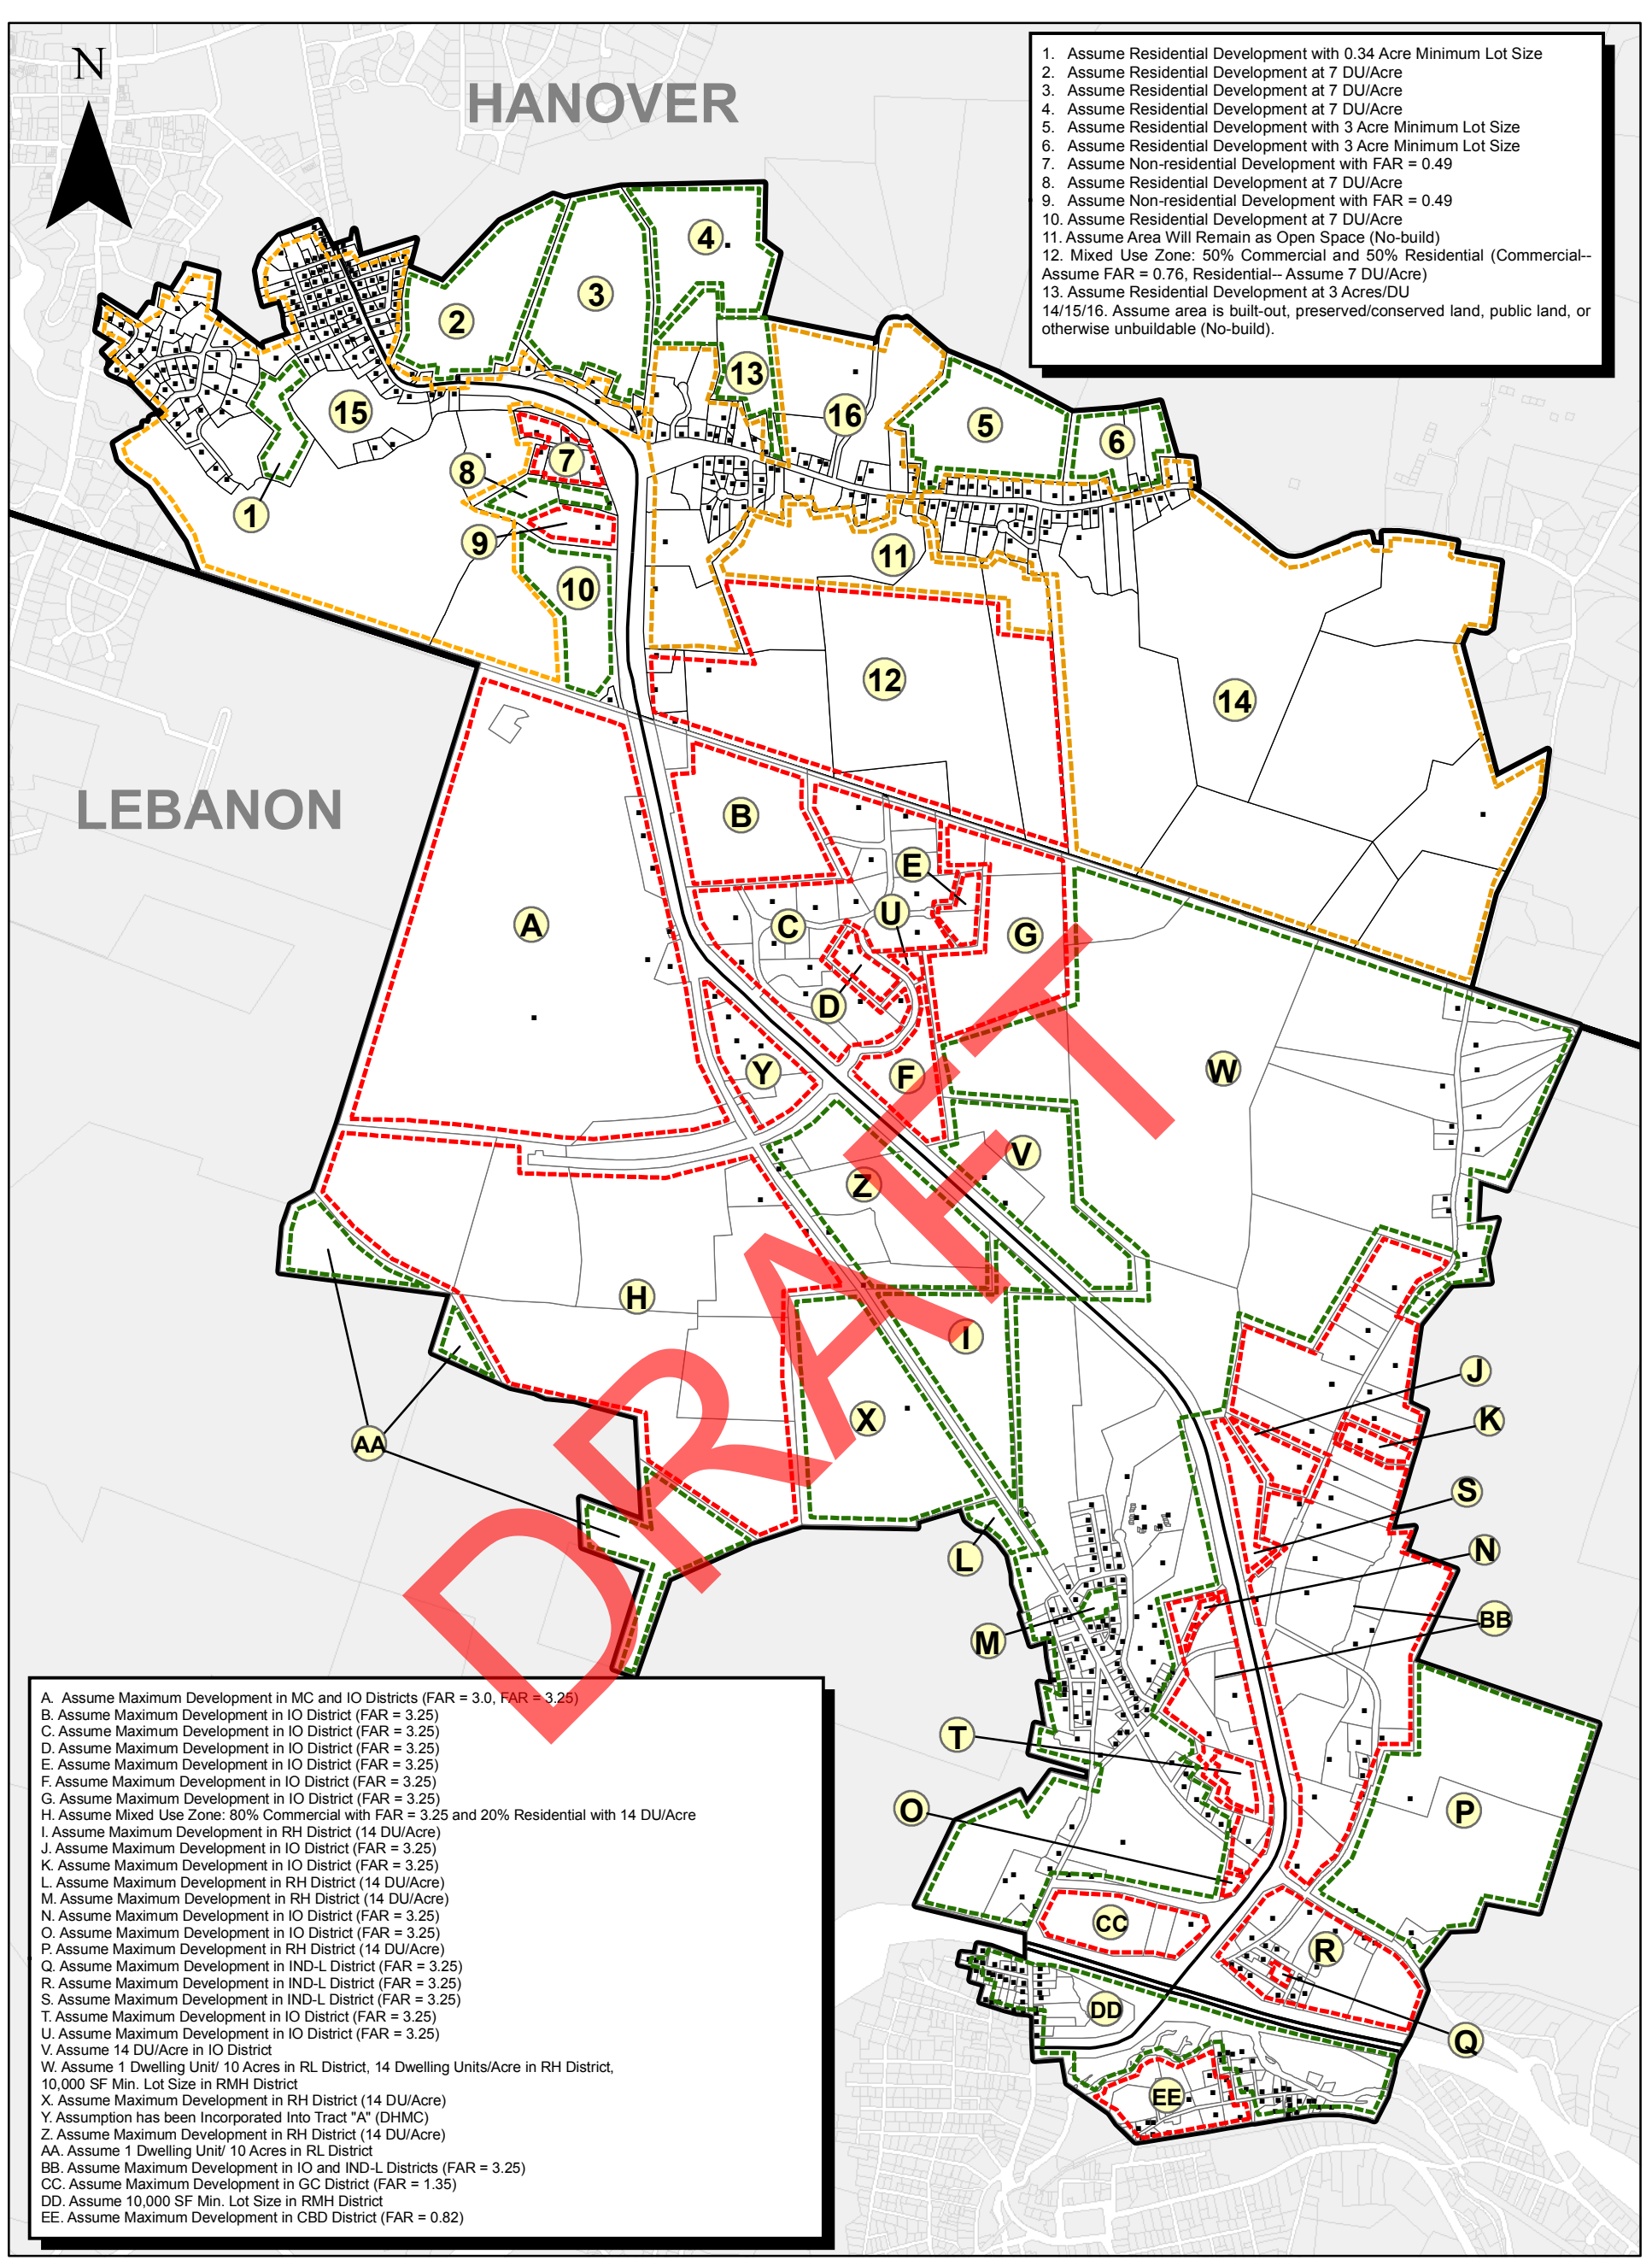 N
HANOVER
1. Assume Residential Development with 0.34 Acre Minimum Lot Size
2. Assume Residential Development at 7 DU/Acre
3. Assume Residential Development at 7 DU/Acre
4. Assume Residential Development at 7 DU/Acre
5. Assume Residential Development with 3 Acre Minimum Lot Size
6. Assume Residential Development with 3 Acre Minimum Lot Size
7. Assume Non-residential Development with FAR = 0.49
8. Assume Residential Development at 7 DU/Acre
9. Assume Non-residential Development with FAR = 0.49
10. Assume Residential Development at 7 DU/Acre
11. Assume Area Will Remain as Open Space (No-build)
12. Mixed Use Zone: 50% Commercial and 50% Residential (Commercial--
Assume FAR = 0.76, Residential-- Assume 7 DU/Acre)
13. Assume Residential Development at 3 Acres/DU
14/15/16. Assume area is built-out, preserved/conserved land, public land, or
otherwise unbuildable (No-build).
4
3
2
13
15
16
5
6
7
8
1
9
11
10
12
14
LEBANON
B
E
A
C
U
G
D
Y
F
W
V
Z
H
I
J
X
K
AA
S
L
N
M
BB
T
O
P
CC
R
DD
Q
EE
DRAFT
A. Assume Maximum Development in MC and IO Districts (FAR = 3.0, FAR = 3.25)
B. Assume Maximum Development in IO District (FAR = 3.25)
C. Assume Maximum Development in IO District (FAR = 3.25)
D. Assume Maximum Development in IO District (FAR = 3.25)
E. Assume Maximum Development in IO District (FAR = 3.25)
F. Assume Maximum Development in IO District (FAR = 3.25)
G. Assume Maximum Development in IO District (FAR = 3.25)
H. Assume Mixed Use Zone: 80% Commercial with FAR = 3.25 and 20% Residential with 14 DU/Acre
I. Assume Maximum Development in RH District (14 DU/Acre)
J. Assume Maximum Development in IO District (FAR = 3.25)
K. Assume Maximum Development in IO District (FAR = 3.25)
L. Assume Maximum Development in RH District (14 DU/Acre)
M. Assume Maximum Development in RH District (14 DU/Acre)
N. Assume Maximum Development in IO District (FAR = 3.25)
O. Assume Maximum Development in IO District (FAR = 3.25)
P. Assume Maximum Development in RH District (14 DU/Acre)
Q. Assume Maximum Development in IND-L District (FAR = 3.25)
R. Assume Maximum Development in IND-L District (FAR = 3.25)
S. Assume Maximum Development in IND-L District (FAR = 3.25)
T. Assume Maximum Development in IO District (FAR = 3.25)
U. Assume Maximum Development in IO District (FAR = 3.25)
V. Assume 14 DU/Acre in IO District
W. Assume 1 Dwelling Unit/ 10 Acres in RL District, 14 Dwelling Units/Acre in RH District,
10,000 SF Min. Lot Size in RMH District
X. Assume Maximum Development in RH District (14 DU/Acre)
Y. Assumption has been Incorporated Into Tract "A" (DHMC)
Z. Assume Maximum Development in RH District (14 DU/Acre)
AA. Assume 1 Dwelling Unit/ 10 Acres in RL District
BB. Assume Maximum Development in IO and IND-L Districts (FAR = 3.25)
CC. Assume Maximum Development in GC District (FAR = 1.35)
DD. Assume 10,000 SF Min. Lot Size in RMH District
EE. Assume Maximum Development in CBD District (FAR = 0.82)